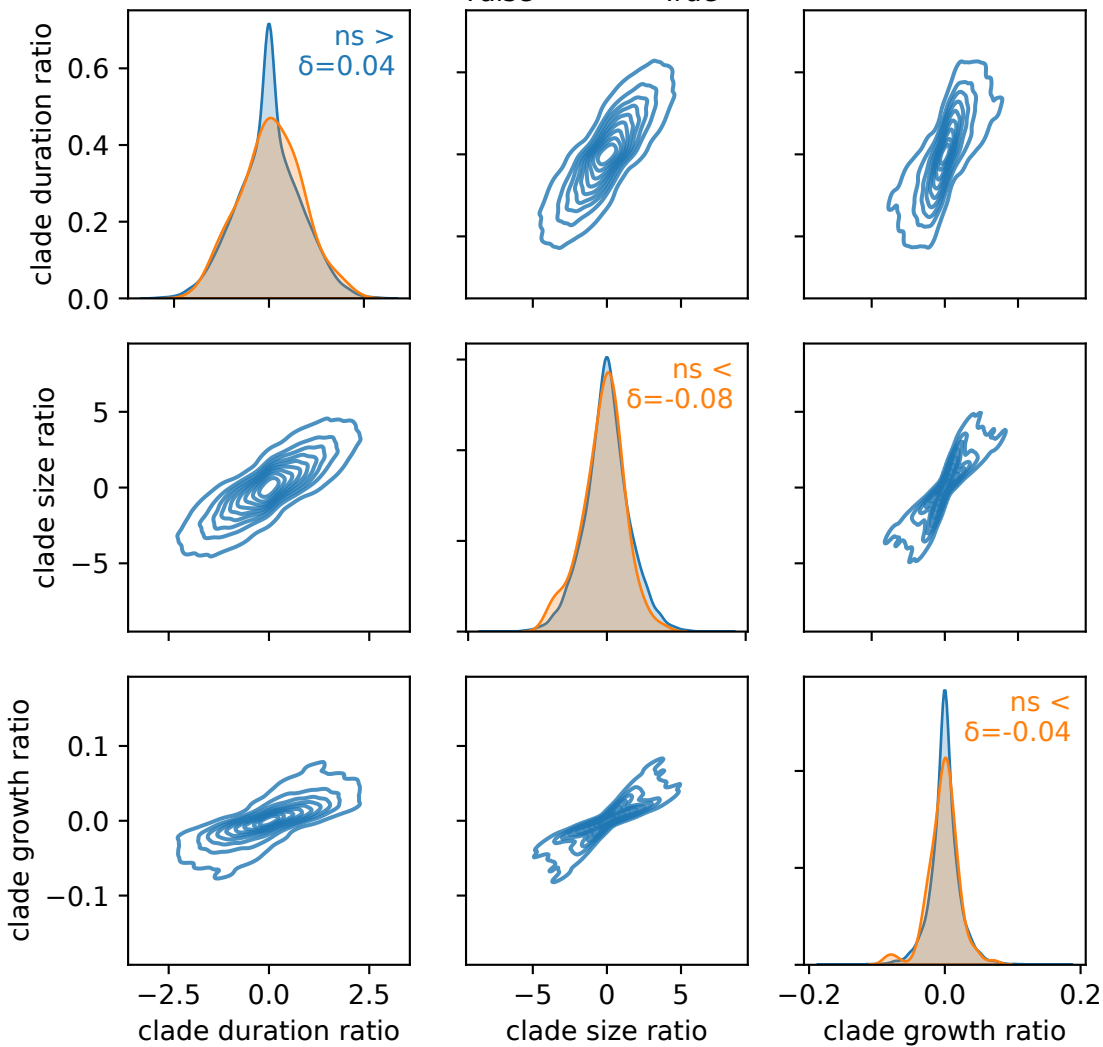 clade duration ratio
0.6
0.4
0.2
0.0
ns >
δ=0.04
clade size ratio
5
0
−5
ns <
δ=-0.08
clade growth ratio
0.1
0.0
−0.1
ns <
δ=-0.04
−2.5 0.0 2.5
−5 0 5
−0.2 0.0 0.2
clade duration ratio
clade size ratio
clade growth ratio